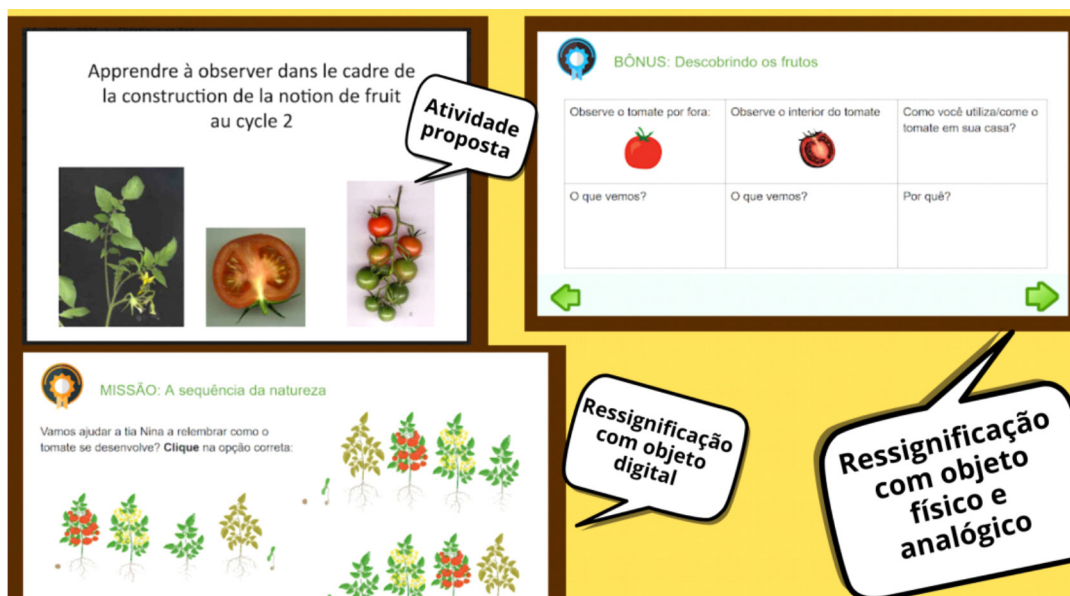 Apprendre à observer dans le cadre de
la construction de la notion de fruit
au cycle 2
Atividade
proposta
BÔNUS: Descobrindo os frutos
Observe o tomate por fora:
Observe o interior do tomate
Como você utiliza/come o
tomate em sua casa?
O que vemos?
O que vemos?
Por quê?
MISSÃO: A sequência da natureza
Vamos ajudar a tia Nina a relembrar como o
tomate se desenvolve? Clique na opção correta:
Ressignificação
com objeto
digital
Ressignificação
com objeto
físico e
analógico